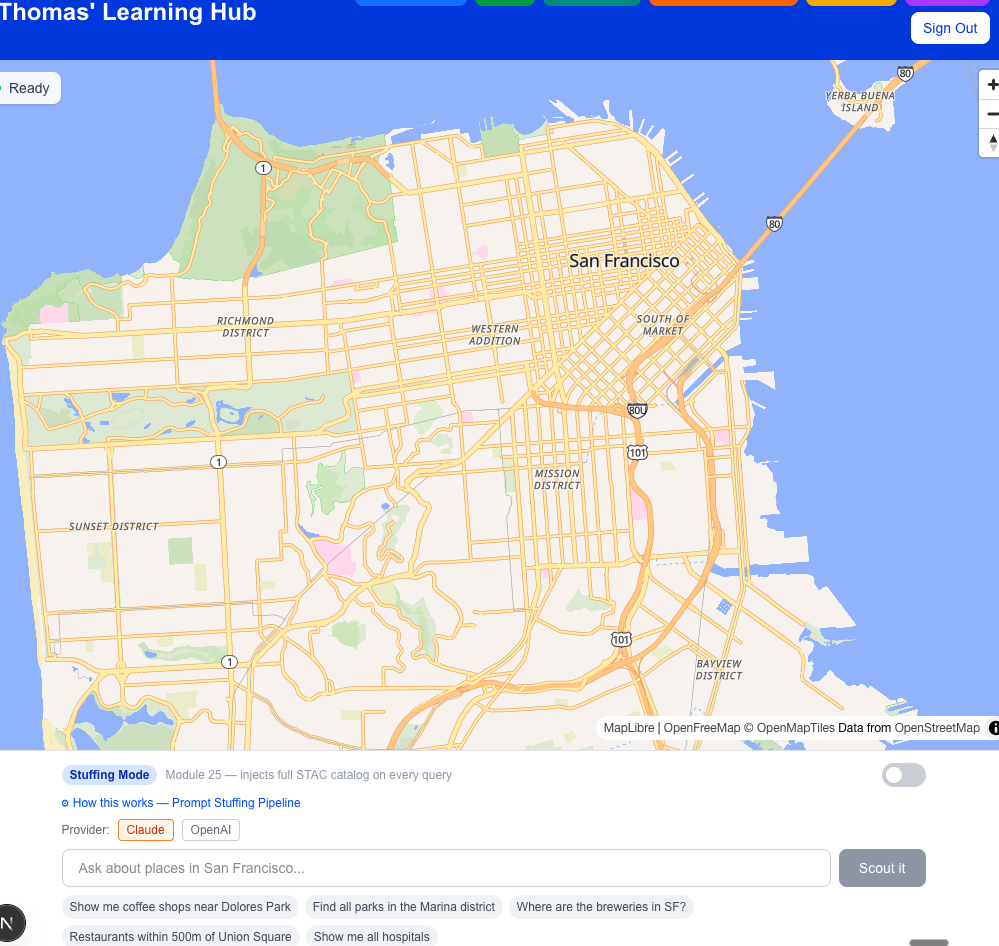 Thomas' Learning Hub
Sign Out
Ready
80
YERBA BUENA
ISLAND
1
80
San Francisco
RICHMOND
DISTRICT
WESTERN
ADDITION
SOUTH OF
MARKET
80U
101
1
MISSION
DISTRICT
SUNSET DISTRICT
101
1
BAYVIEW
DISTRICT
MapLibre | OpenFreeMap © OpenMapTiles Data from OpenStreetMap
Stuffing Mode Module 25 — injects full STAC catalog on every query
How this works — Prompt Stuffing Pipeline
Provider: Claude OpenAI
Ask about places in San Francisco... Scout it
Show me coffee shops near Dolores Park Find all parks in the Marina district Where are the breweries in SF?
N
Restaurants within 500m of Union Square Show me all hospitals